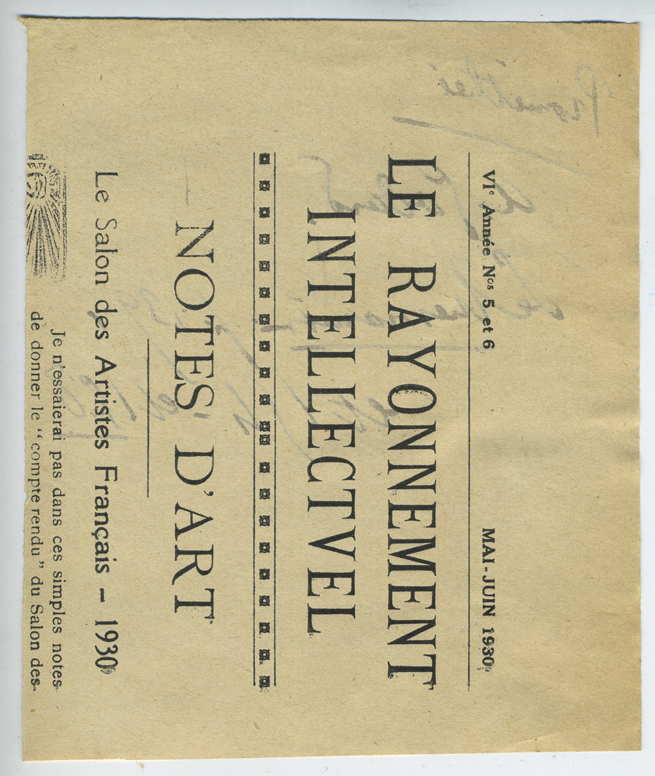 VIᵉ Année Nᵒˢ 5 et 6 MAI-JUIN 1930
LE RAYONNEMENT
INTELLECTVEL
NOTES D'ART
Le Salon des Artistes Français — 1930
Je n'essaierai pas dans ces simples notes
de donner le “ compte rendu ” du Salon des